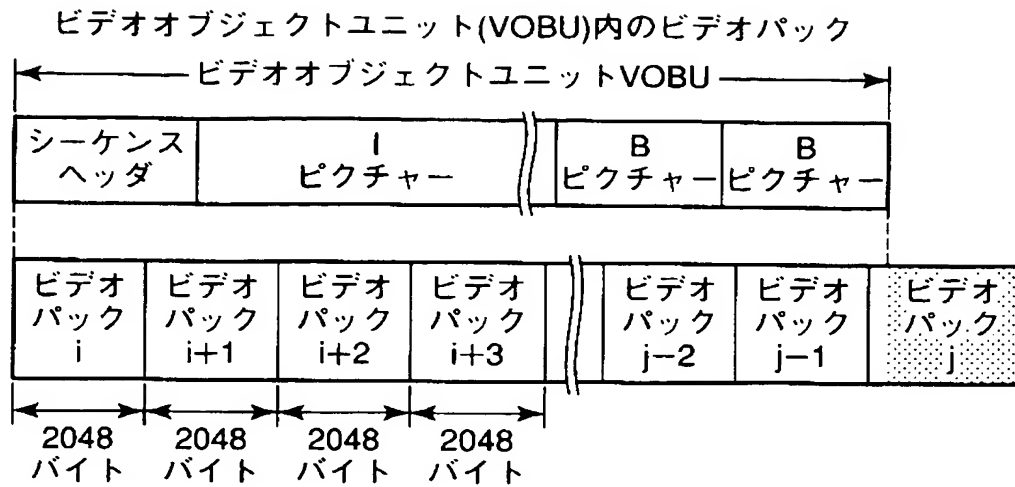 ビデオオブジェクトユニット(VOBU)内のビデオパック
ビデオオブジェクトユニットVOBU
シーケンス
ヘッダ
I
ピクチャー
B
ピクチャー
B
ピクチャー
ビデオ
パック
i
ビデオ
パック
i+1
ビデオ
パック
i+2
ビデオ
パック
i+3
ビデオ
パック
j−2
ビデオ
パック
j−1
ビデオ
パック
j
2048
バイト
2048
バイト
2048
バイト
2048
バイト